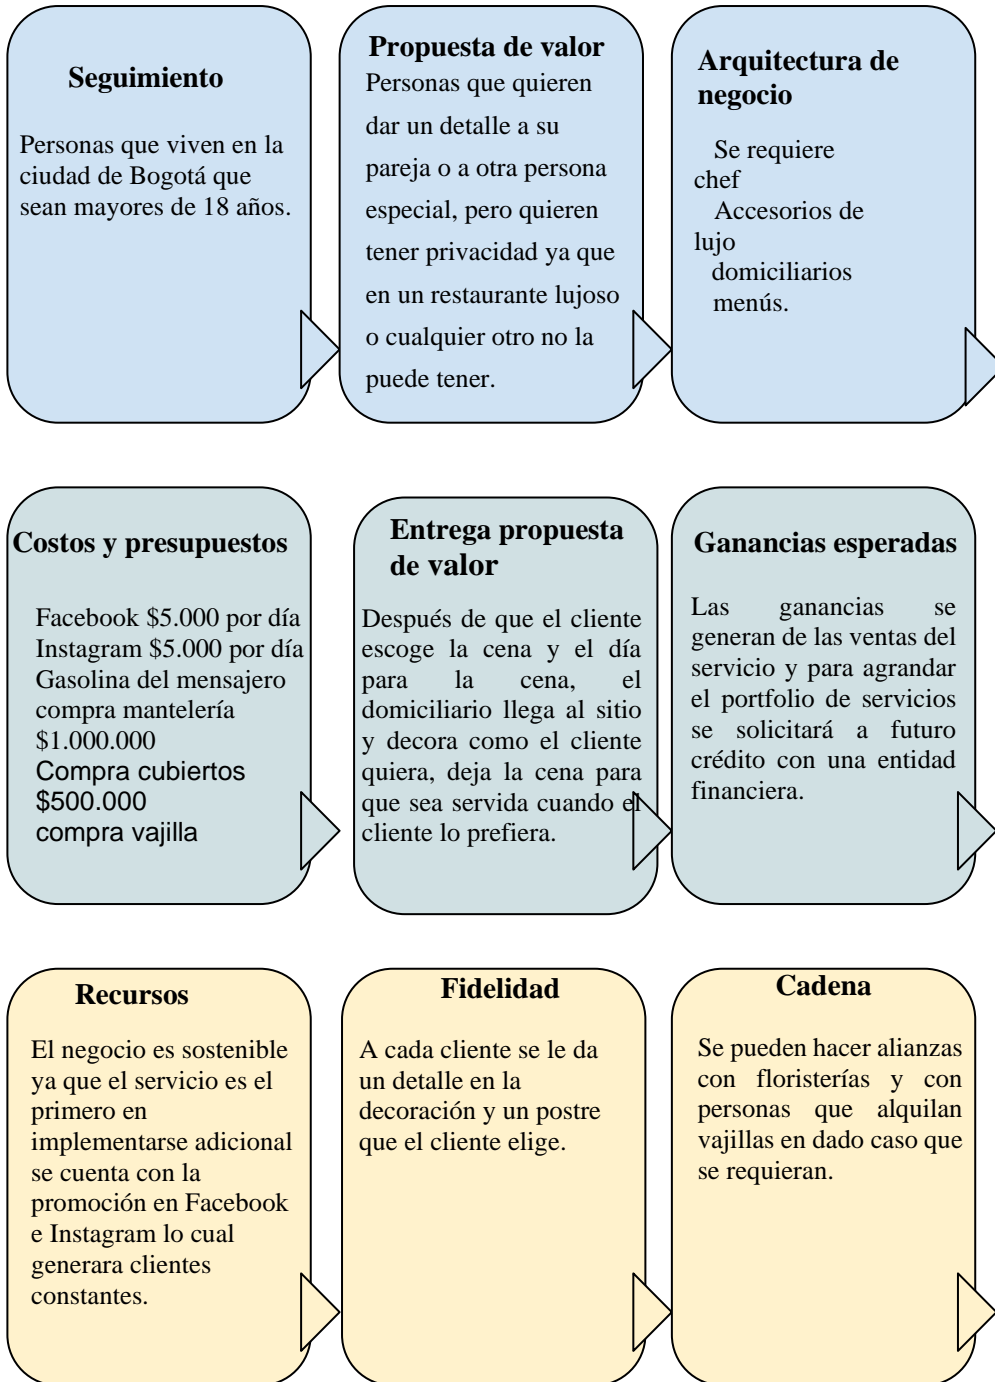 Seguimiento
Personas que viven en la
ciudad de Bogotá que
sean mayores de 18 años.
Propuesta de valor
Personas que quieren
dar un detalle a su
pareja o a otra persona
especial, pero quieren
tener privacidad ya que
en un restaurante lujoso
o cualquier otro no la
puede tener.
Arquitectura de
negocio
Se requiere
chef
Accesorios de
lujo
domiciliarios
menús.
Costos y presupuestos
Facebook $5.000 por día
Instagram $5.000 por día
Gasolina del mensajero
compra mantelería
$1.000.000
Compra cubiertos
$500.000
compra vajilla
Entrega propuesta
de valor
Después de que el cliente
escoge la cena y el día
para la cena, el
domiciliario llega al sitio
y decora como el cliente
quiera, deja la cena para
que sea servida cuando el
cliente lo prefiera.
Ganancias esperadas
Las ganancias se
generan de las ventas del
servicio y para agrandar
el portfolio de servicios
se solicitará a futuro
crédito con una entidad
financiera.
Recursos
El negocio es sostenible
ya que el servicio es el
primero en
implementarse adicional
se cuenta con la
promoción en Facebook
e Instagram lo cual
generara clientes
constantes.
Fidelidad
A cada cliente se le da
un detalle en la
decoración y un postre
que el cliente elige.
Cadena
Se pueden hacer alianzas
con floristerías y con
personas que alquilan
vajillas en dado caso que
se requieran.